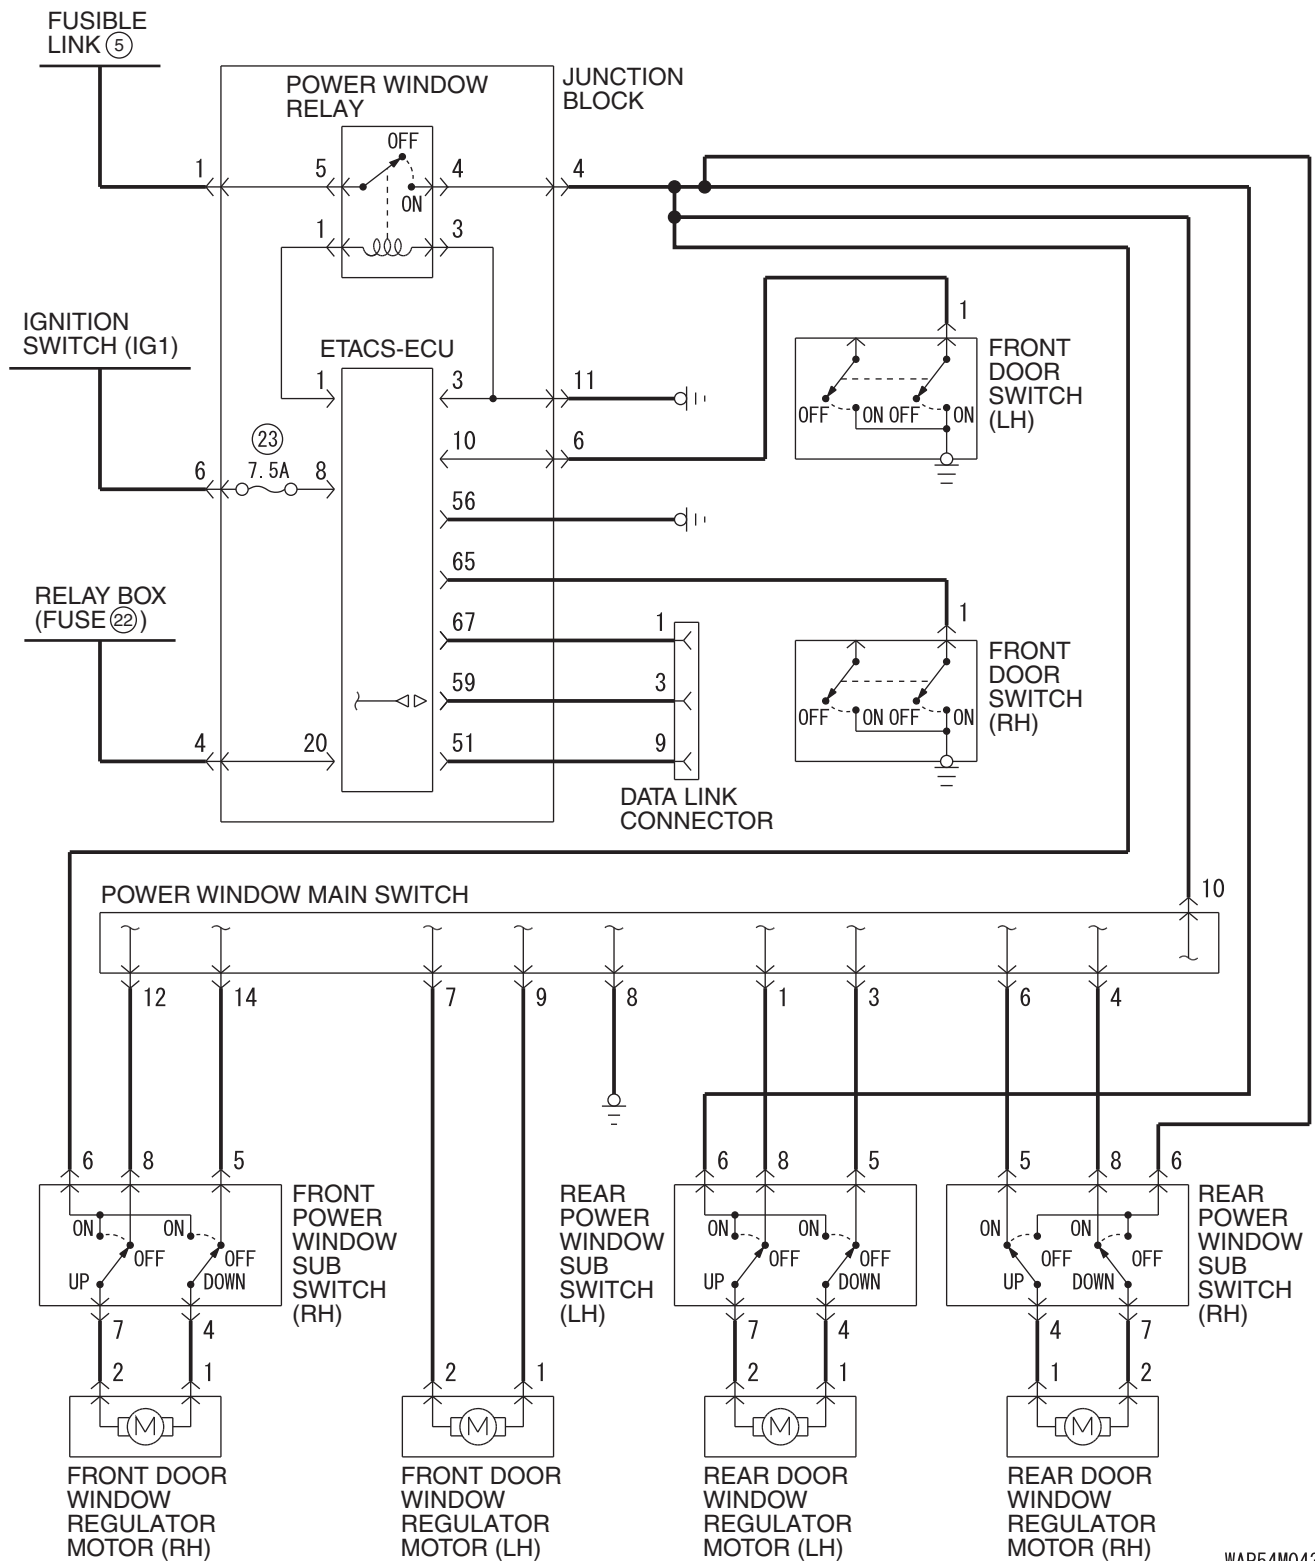 FUSIBLE
LINK ⑤
JUNCTION
BLOCK
POWER WINDOW
RELAY
OFF
ON
1
5
4
4
1
3
IGNITION
SWITCH (IG1)
ETACS-ECU
1
3
11
10
6
㉓
7.5A
6
8
56
65
RELAY BOX
(FUSE㉒)
67
1
59
3
4
20
51
9
DATA LINK
CONNECTOR
1
FRONT
DOOR
SWITCH
(LH)
OFF ON OFF ON
1
FRONT
DOOR
SWITCH
(RH)
OFF ON OFF ON
POWER WINDOW MAIN SWITCH
10
12 14 7 9 8 1 3 6 4
6 8 5
ON ON
OFF OFF
UP DOWN
FRONT
POWER
WINDOW
SUB
SWITCH
(RH)
7 4
2 1
M
FRONT DOOR
WINDOW
REGULATOR
MOTOR (RH)
2 1
M
FRONT DOOR
WINDOW
REGULATOR
MOTOR (LH)
REAR
POWER
WINDOW
SUB
SWITCH
(LH)
6 8 5
ON ON
OFF OFF
UP DOWN
7 4
2 1
M
REAR DOOR
WINDOW
REGULATOR
MOTOR (LH)
5 8 6
ON ON
OFF OFF
UP DOWN
REAR
POWER
WINDOW
SUB
SWITCH
(RH)
4 7
1 2
M
REAR DOOR
WINDOW
REGULATOR
MOTOR (RH)